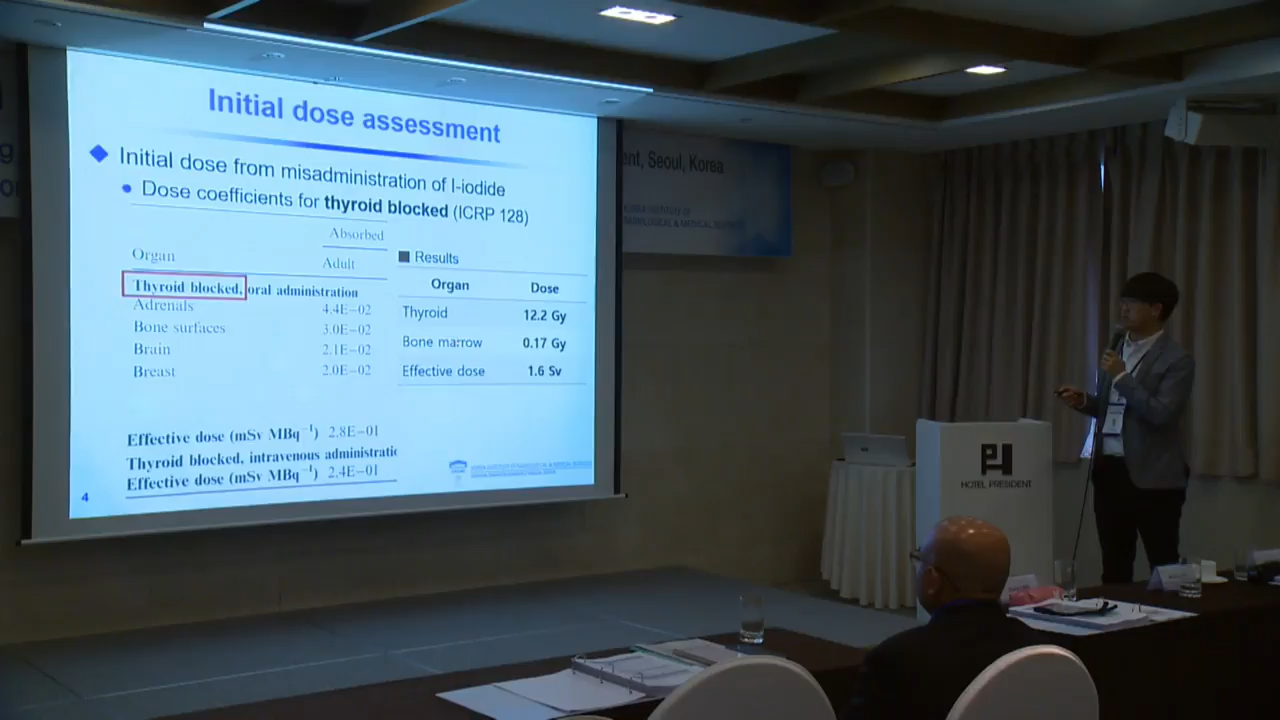 Initial dose assessment
Initial dose from misadministration of I-iodide
Dose coefficients for thyroid blocked (ICRP 128)
Absorbed
Organ Adult
Thyroid blocked, oral administration
Adrenals 4.4E−02
Bone surfaces 3.0E−02
Brain 2.1E−02
Breast 2.0E−02
Effective dose (mSv MBq⁻¹) 2.8E−01
Thyroid blocked, intravenous administratic
Effective dose (mSv MBq⁻¹) 2.4E−01
Results
Organ Dose
Thyroid 12.2 Gy
Bone marrow 0.17 Gy
Effective dose 1.6 Sv
4
ent, Seoul, Korea
HOTEL PRESIDENT